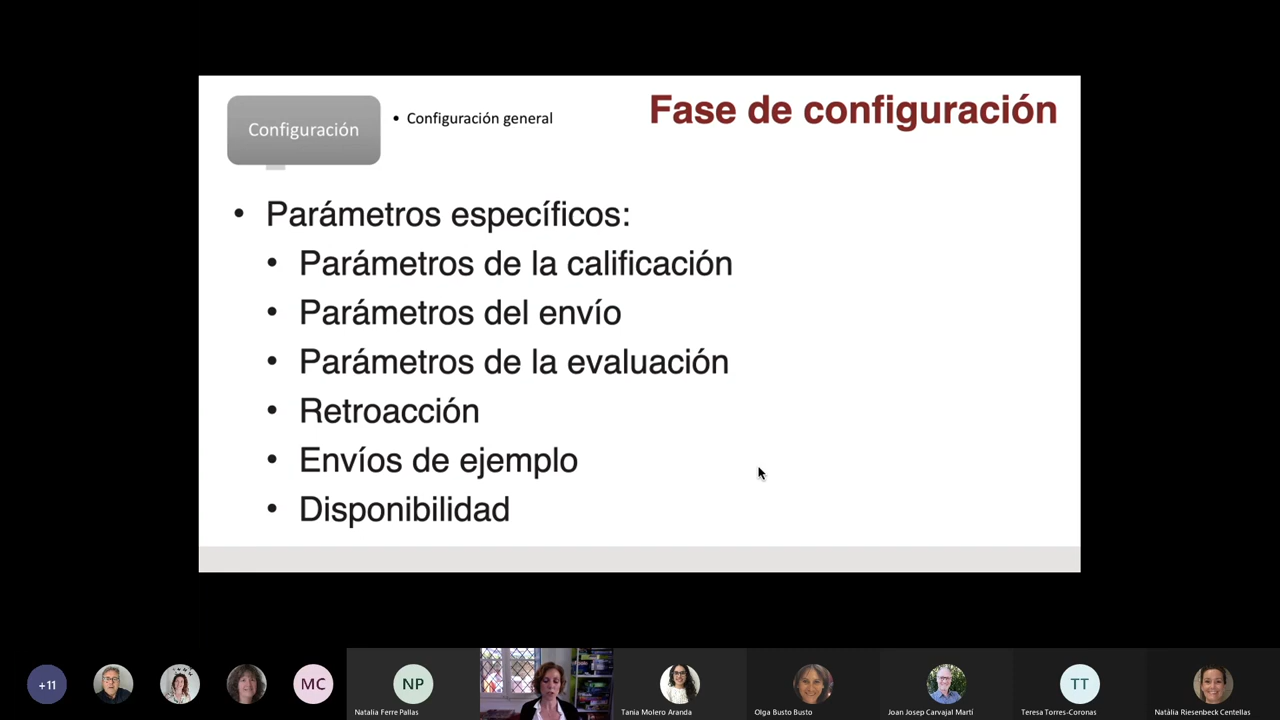 Configuración
• Configuración general
Fase de configuración
• Parámetros específicos:
• Parámetros de la calificación
• Parámetros del envío
• Parámetros de la evaluación
• Retroacción
• Envíos de ejemplo
• Disponibilidad
+11
MC
NP
TT
Natalia Ferre Pallas
Tania Molero Aranda
Olga Busto Busto
Joan Josep Carvajal Martí
Teresa Torres-Coronas
Natàlia Riesenbeck Centellas